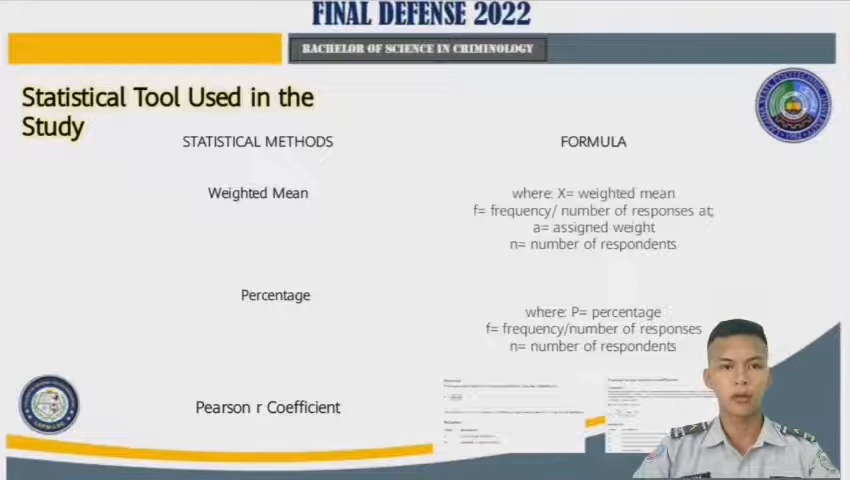 FINAL DEFENSE 2022
BACHELOR OF SCIENCE IN CRIMINOLOGY
Statistical Tool Used in the
Study
STATISTICAL METHODS
FORMULA
Weighted Mean
where: X= weighted mean
f= frequency/ number of responses at;
a= assigned weight
n= number of respondents
Percentage
where: P= percentage
f= frequency/number of responses
n= number of respondents
Pearson r Coefficient